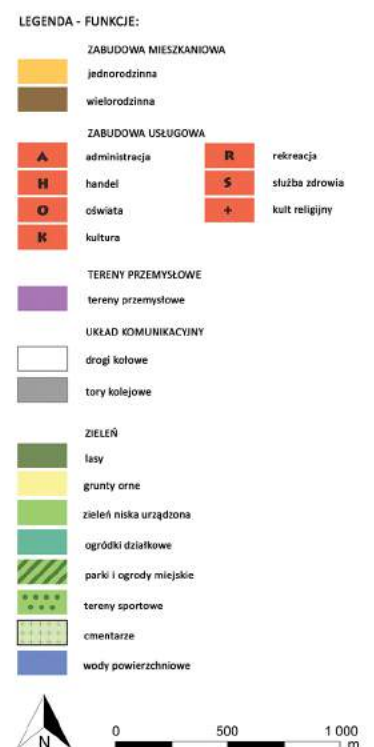 LEGENDA - FUNKCJE:
ZABUDOWA MIESZKANIOWA
jednorodzinna
wielorodzinna
ZABUDOWA USŁUGOWA
A administracja R rekreacja
H handel S służba zdrowia
O oświata + kult religijny
K kultura
TERENY PRZEMYSŁOWE
tereny przemysłowe
UKŁAD KOMUNIKACYJNY
drogi kołowe
tory kolejowe
ZIELEŃ
lasy
grunty orne
zieleń niska urządzona
ogródki działkowe
parki i ogrody miejskie
tereny sportowe
cmentarze
wody powierzchniowe
0 500 1 000
N m